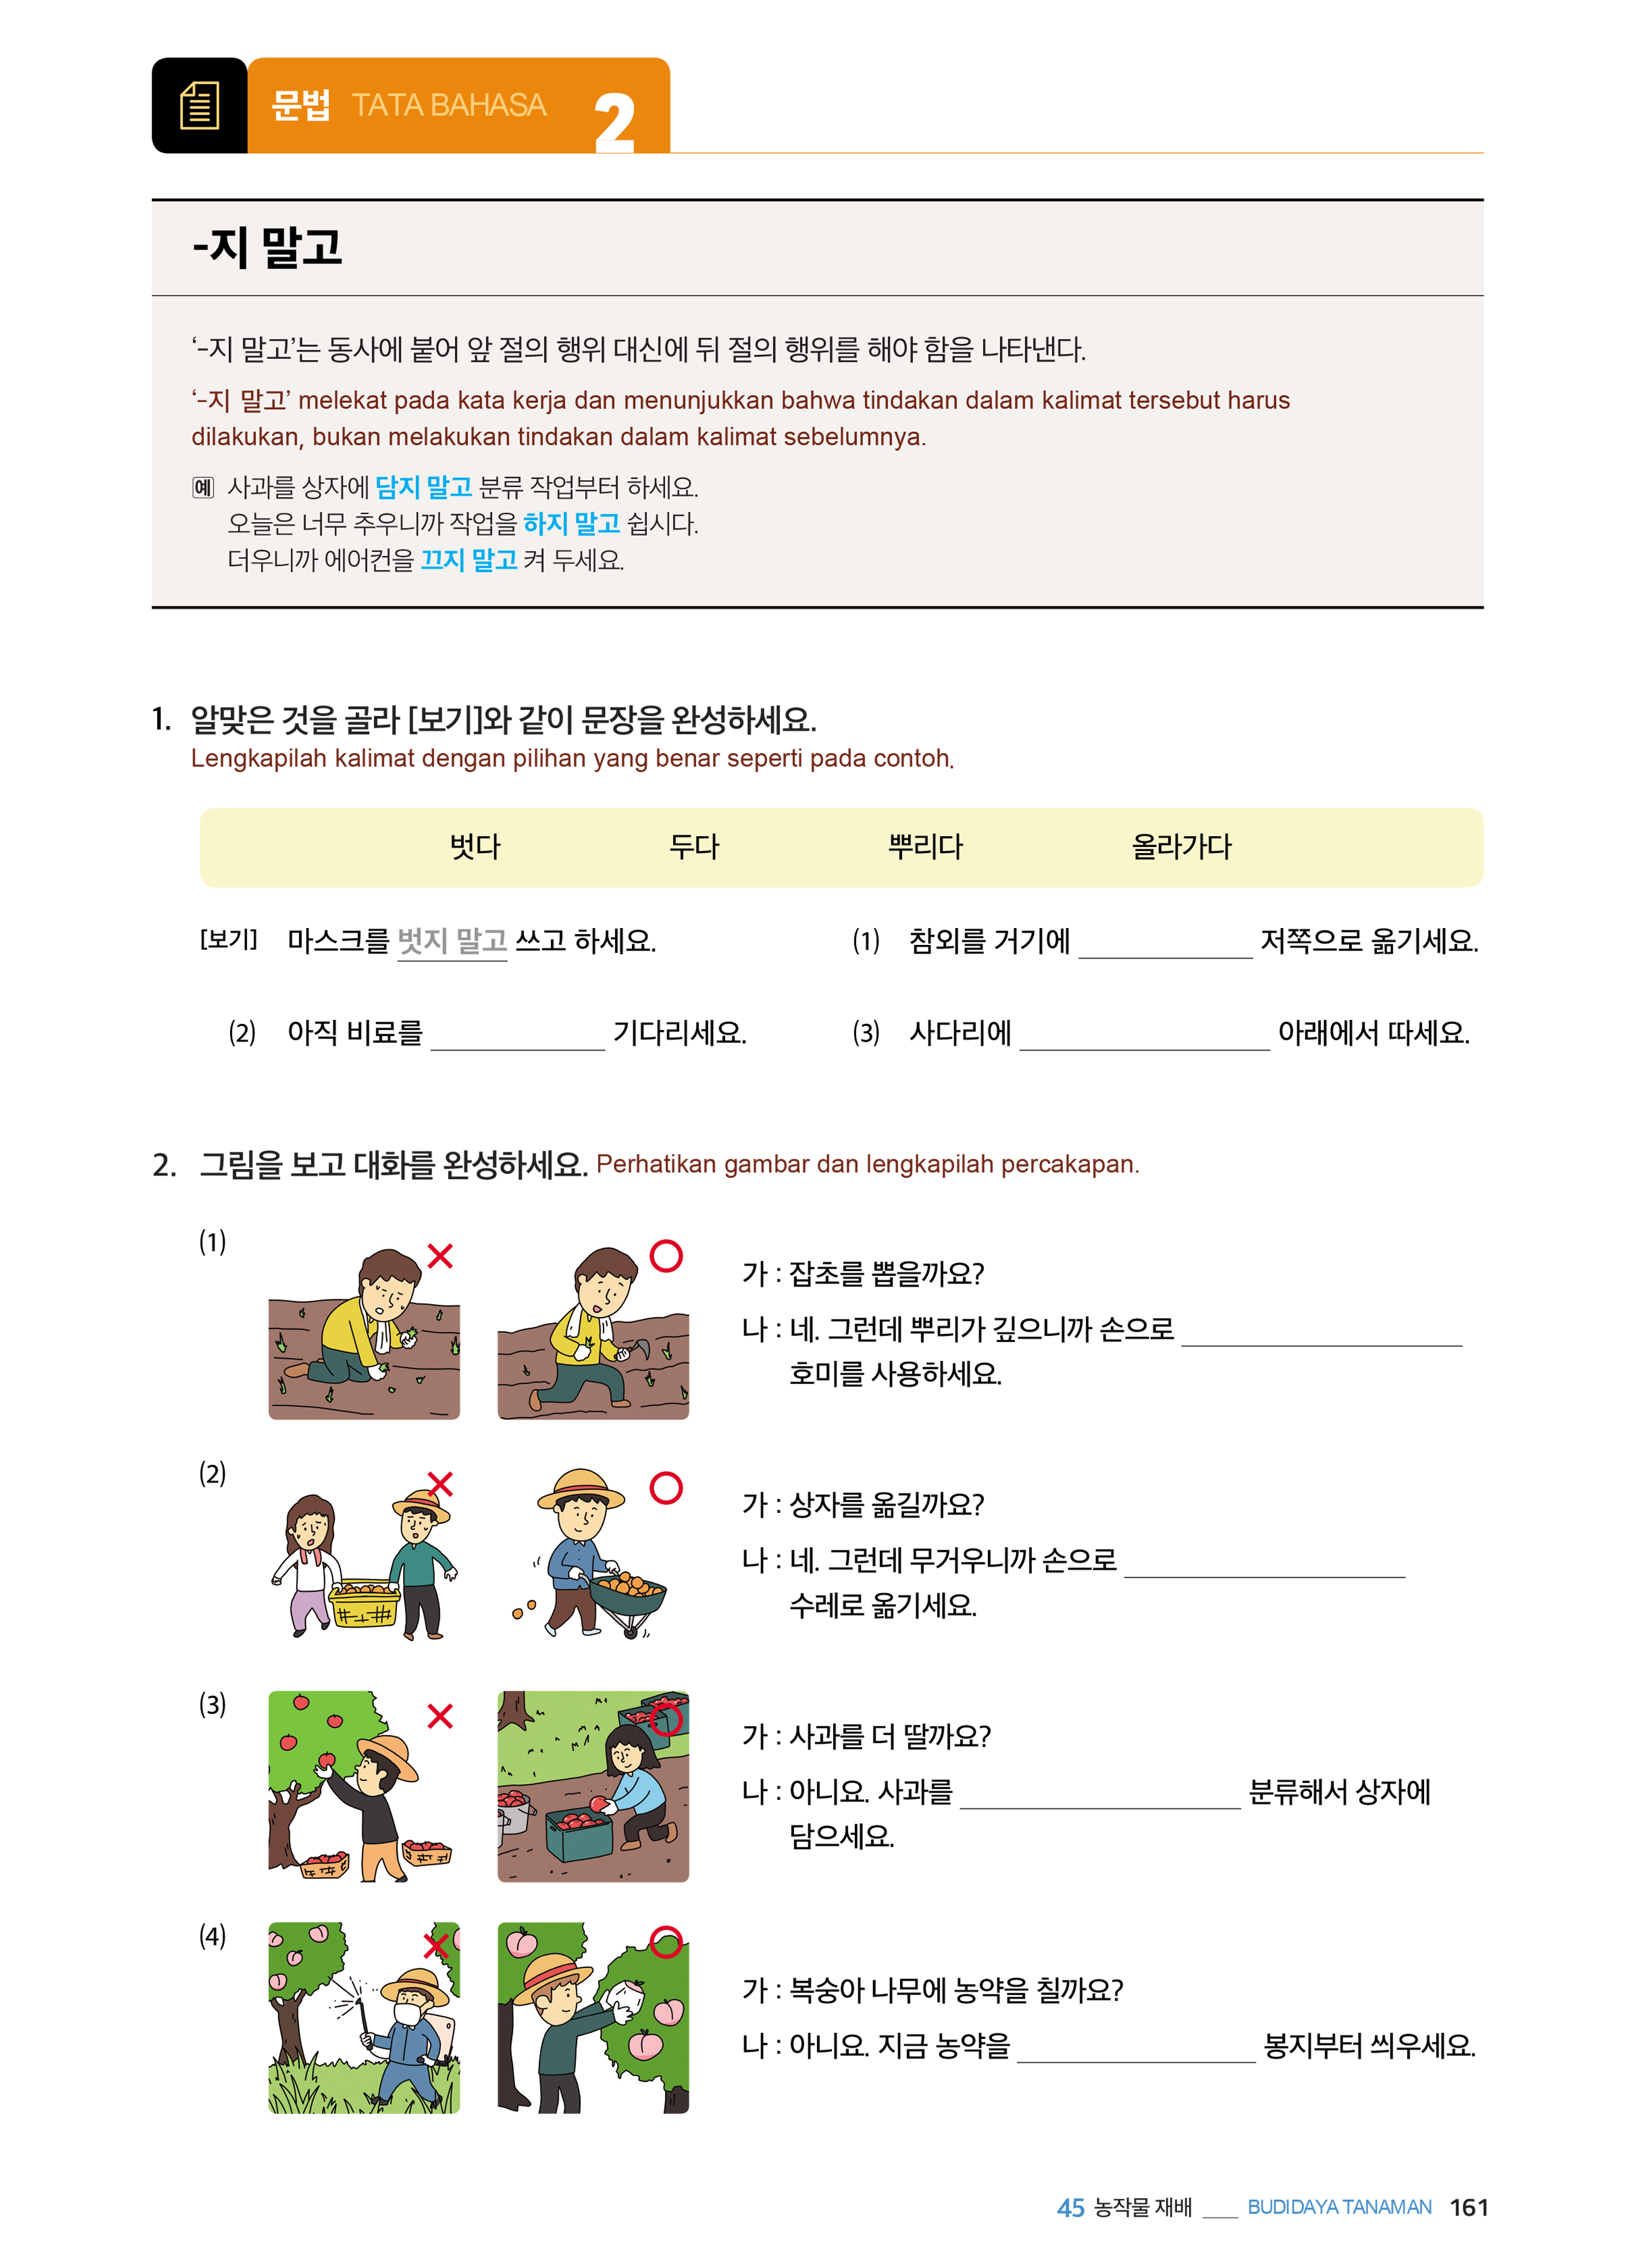 문법 TATA BAHASA 2
-지 말고
‘-지 말고’는 동사에 붙어 앞 절의 행위 대신에 뒤 절의 행위를 해야 함을 나타낸다.
‘-지 말고’ melekat pada kata kerja dan menunjukkan bahwa tindakan dalam kalimat tersebut harus
dilakukan, bukan melakukan tindakan dalam kalimat sebelumnya.
예 사과를 상자에 담지 말고 분류 작업부터 하세요.
오늘은 너무 추우니까 작업을 하지 말고 쉽시다.
더우니까 에어컨을 끄지 말고 켜 두세요.
1. 알맞은 것을 골라 [보기]와 같이 문장을 완성하세요.
Lengkapilah kalimat dengan pilihan yang benar seperti pada contoh.
벗다 두다 뿌리다 올라가다
[보기] 마스크를 벗지 말고 쓰고 하세요.
(1) 참외를 거기에 ____________ 저쪽으로 옮기세요.
(2) 아직 비료를 ____________ 기다리세요.
(3) 사다리에 ____________ 아래에서 따세요.
2. 그림을 보고 대화를 완성하세요. Perhatikan gambar dan lengkapilah percakapan.
(1)
가 : 잡초를 뽑을까요?
나 : 네. 그런데 뿌리가 깊으니까 손으로 ____________
호미를 사용하세요.
(2)
가 : 상자를 옮길까요?
나 : 네. 그런데 무거우니까 손으로 ____________
수레로 옮기세요.
(3)
가 : 사과를 더 딸까요?
나 : 아니요. 사과를 ____________ 분류해서 상자에
담으세요.
(4)
가 : 복숭아 나무에 농약을 칠까요?
나 : 아니요. 지금 농약을 ____________ 봉지부터 씌우세요.
45 농작물 재배 ___ BUDIDAYA TANAMAN 161